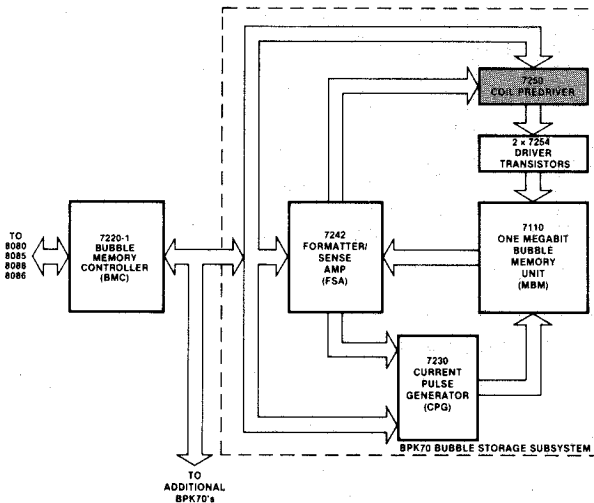 7250
COIL PREDRIVER
2 x 7254
DRIVER
TRANSISTORS
TO
8080
8085
8088
8086
7220-1
BUBBLE
MEMORY
CONTROLLER
(BMC)
7242
FORMATTER/
SENSE
AMP
(FSA)
7110
ONE MEGABIT
BUBBLE
MEMORY
UNIT
(MBM)
7230
CURRENT
PULSE
GENERATOR
(CPG)
BPK70 BUBBLE STORAGE SUBSYSTEM
TO
ADDITIONAL
BPK70's